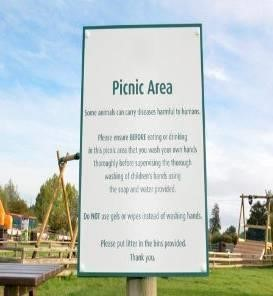 Picnic Area
Some animals can carry diseases harmful to humans.
Please ensure BEFORE eating or drinking
in this picnic area that you wash your own hands
thoroughly before supervising the thorough
washing of children's hands using
the soap and water provided.
Do NOT use gels or wipes instead of washing hands.
Please put litter in the bins provided.
Thank you.